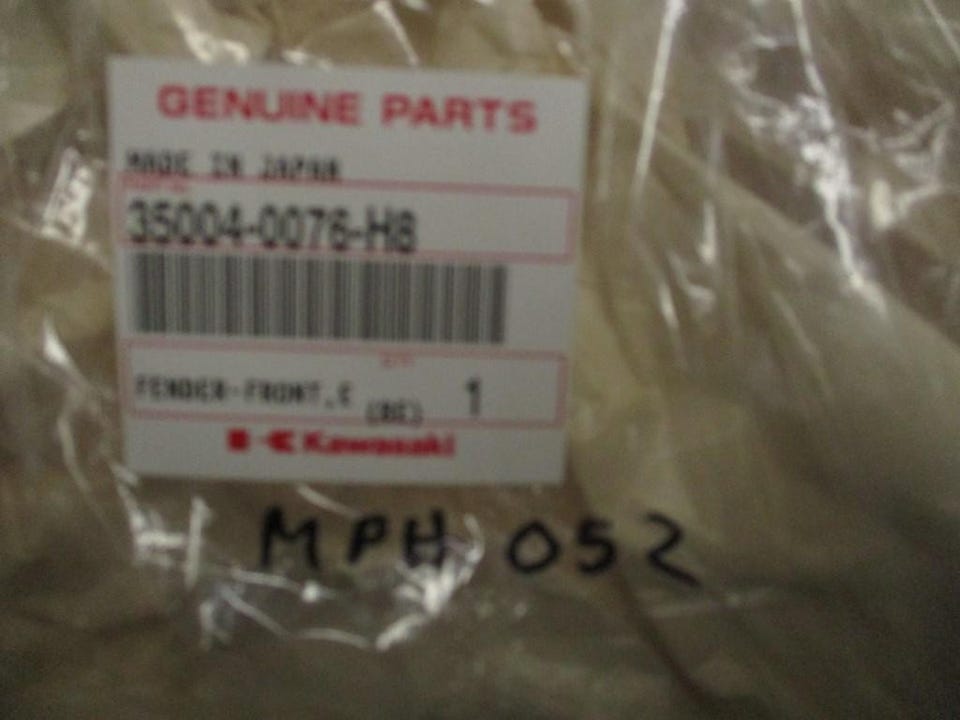 GENUINE PARTS
MADE IN JAPAN
35004-0076-H8
FENDER-FRONT,C 1
Kawasaki
MPH 052